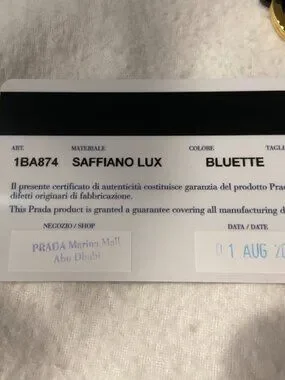 ART. MATERIALE COLORE TAGLI
1BA874 SAFFIANO LUX BLUETTE
Il presente certificato di autenticità costituisce garanzia del prodotto Pra
difetti originari di fabbricazione.
This Prada product is granted a guarantee covering all manufacturing d
NEGOZIO / SHOP DATA / DATE
PRADA Marina Mall 01 AUG 20
Abu Dhabi